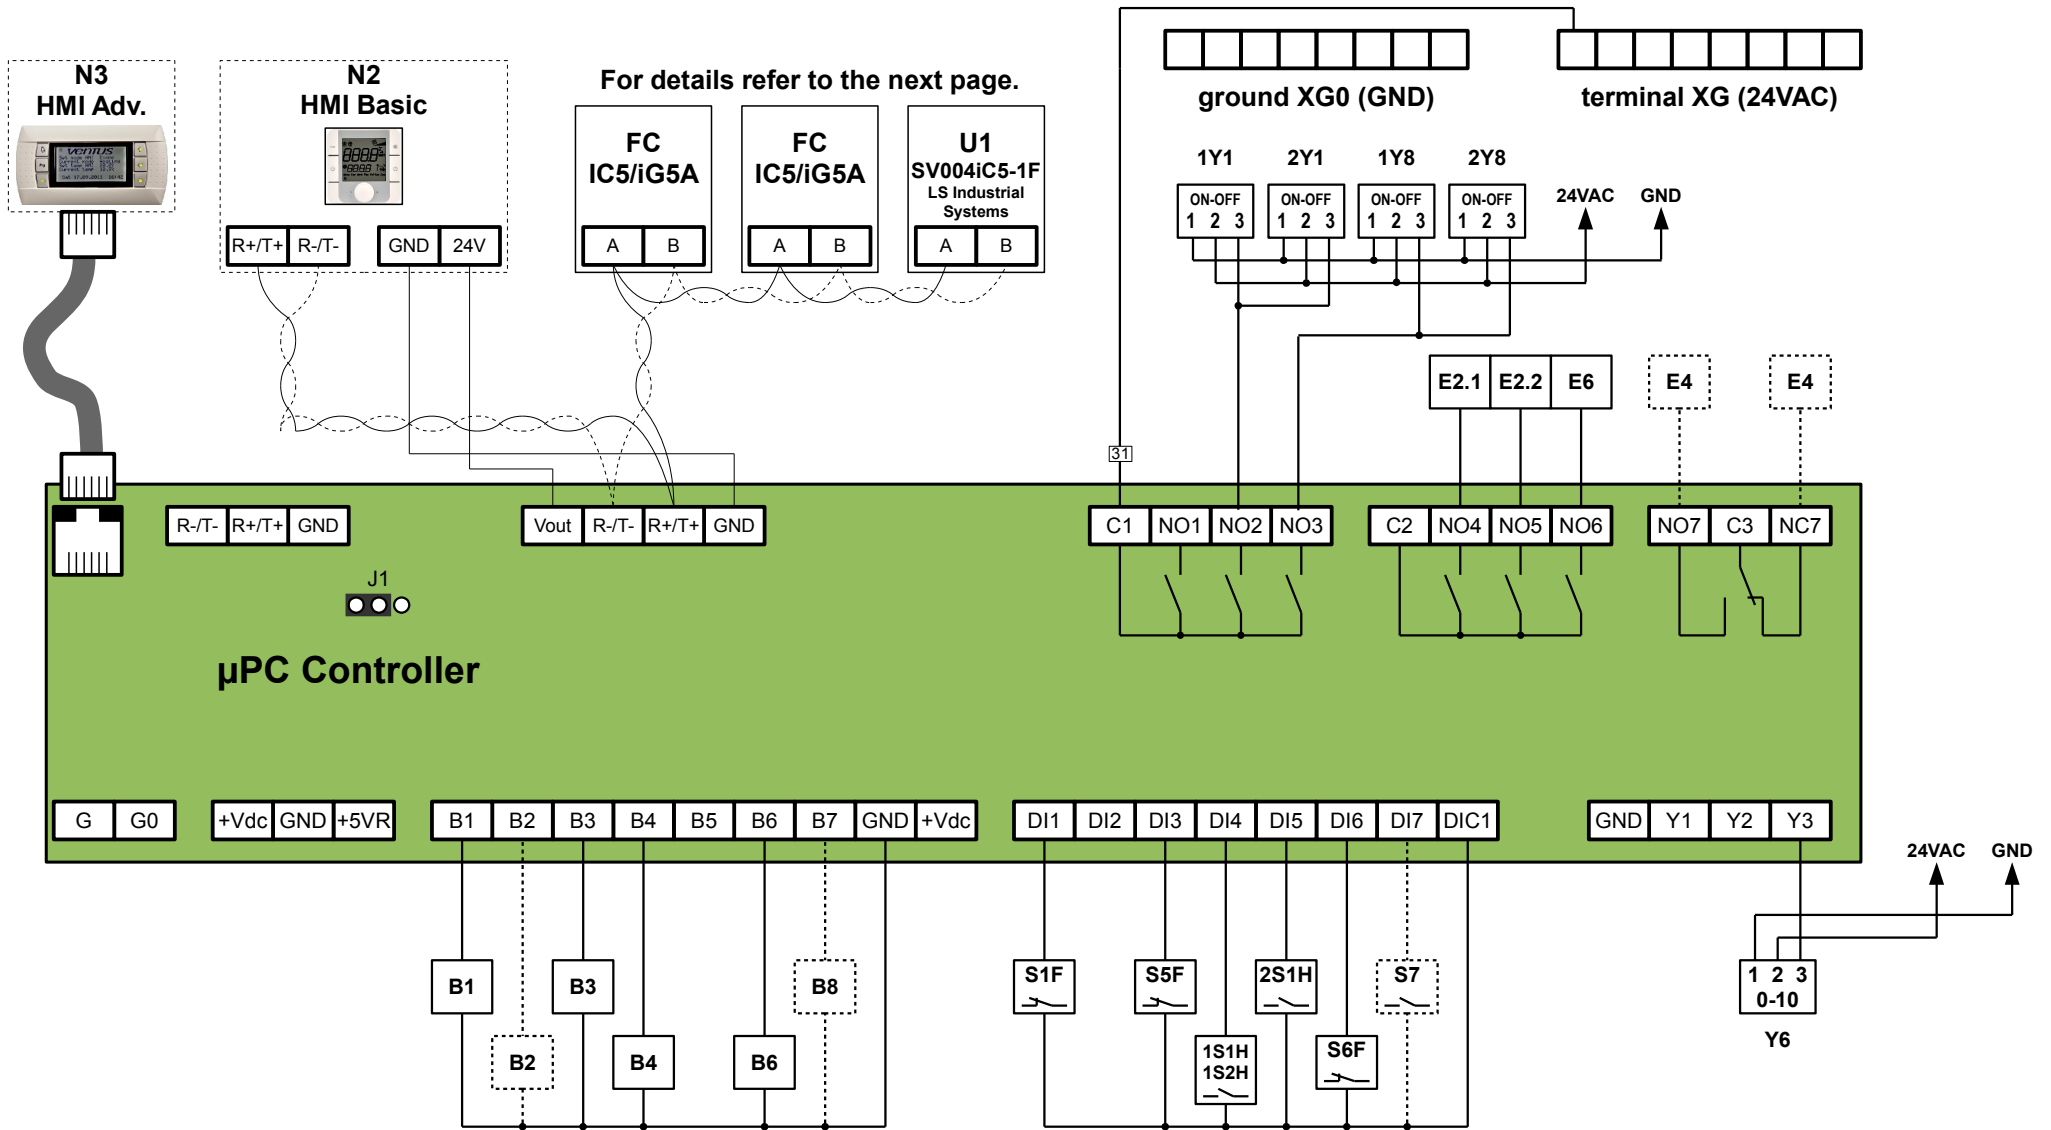 N3
HMI Adv.
ventus
N2
HMI Basic
R+/T+ R-/T- GND 24V
For details refer to the next page.
FC
IC5/iG5A
A B
FC
IC5/iG5A
A B
U1
SV004iC5-1F
LS Industrial
Systems
A B
ground XG0 (GND)
terminal XG (24VAC)
1Y1 2Y1 1Y8 2Y8
ON-OFF ON-OFF ON-OFF ON-OFF
1 2 3 1 2 3 1 2 3 1 2 3
24VAC GND
E2.1 E2.2 E6 E4 E4
31
R-/T- R+/T+ GND
Vout R-/T- R+/T+ GND
C1 NO1 NO2 NO3
C2 NO4 NO5 NO6
NO7 C3 NC7
J1
µPC Controller
G G0
+Vdc GND +5VR
B1 B2 B3 B4 B5 B6 B7 GND +Vdc
DI1 DI2 DI3 DI4 DI5 DI6 DI7 DIC1
GND Y1 Y2 Y3
24VAC GND
B1 B3 B8
B2 B4 B6
S1F S5F 2S1H S7
1S1H
1S2H
S6F
1 2 3
0-10
Y6